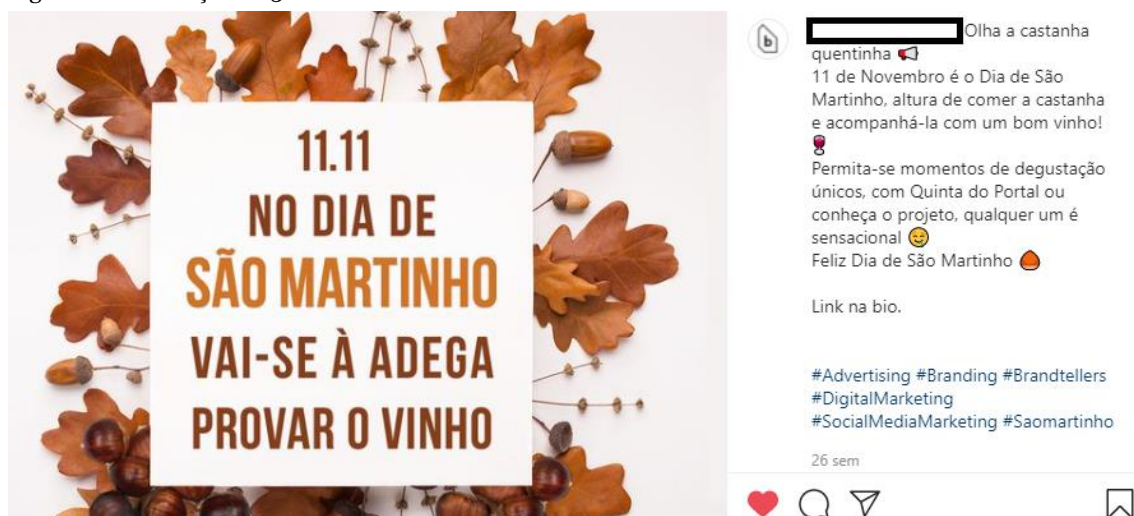 11.11
NO DIA DE
SÃO MARTINHO
VAI-SE À ADEGA
PROVAR O VINHO
b
Olha a castanha
quentinha 📢
11 de Novembro é o Dia de São
Martinho, altura de comer a castanha
e acompanhá-la com um bom vinho!
🍷
Permita-se momentos de degustação
únicos, com Quinta do Portal ou
conheça o projeto, qualquer um é
sensacional 😊
Feliz Dia de São Martinho 🌰
Link na bio.
#Advertising #Branding #Brandtellers
#DigitalMarketing
#SocialMediaMarketing #Saomartinho
26 sem